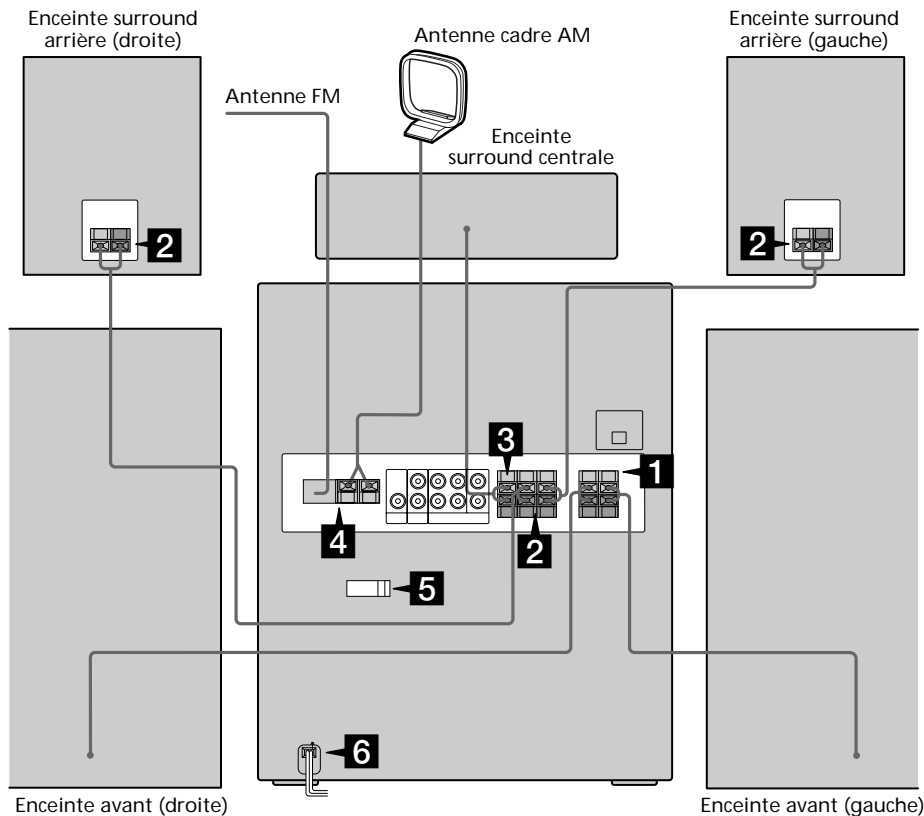 Enceinte surround
arrière (droite)
Antenne cadre AM
Enceinte surround
arrière (gauche)
Antenne FM
Enceinte
surround centrale
2
2
3
1
4
2
5
6
Enceinte avant (droite)
Enceinte avant (gauche)